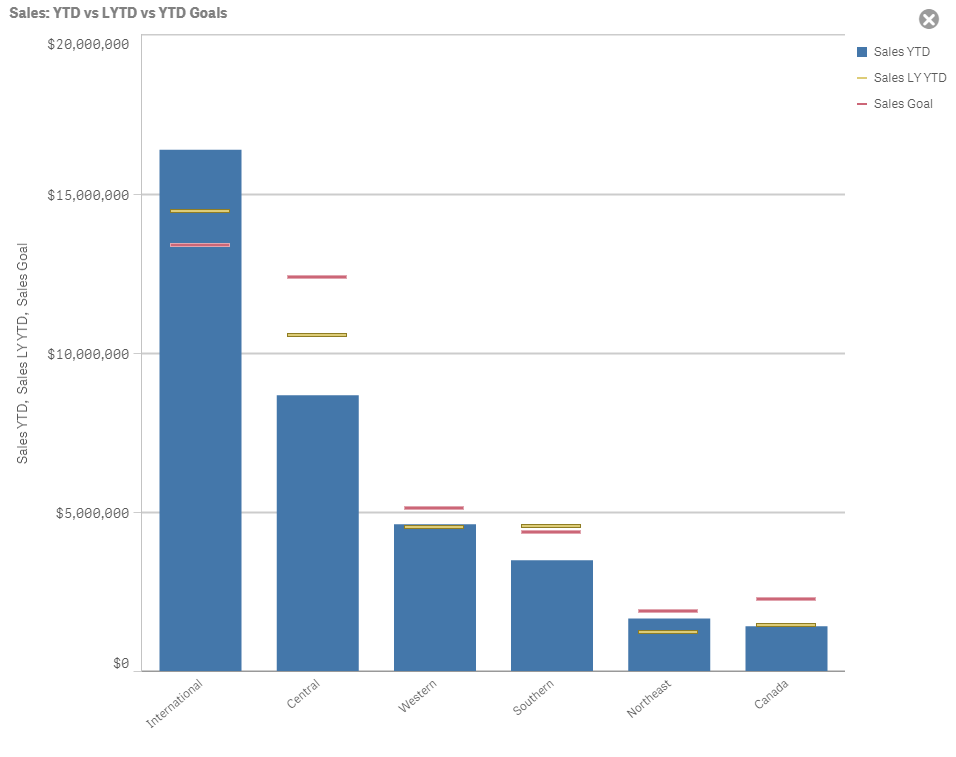 Sales: YTD vs LYTD vs YTD Goals
$20,000,000
$15,000,000
$10,000,000
$5,000,000
$0
Sales YTD, Sales LY YTD, Sales Goal
International
Central
Western
Southern
Northeast
Canada
Sales YTD
Sales LY YTD
Sales Goal